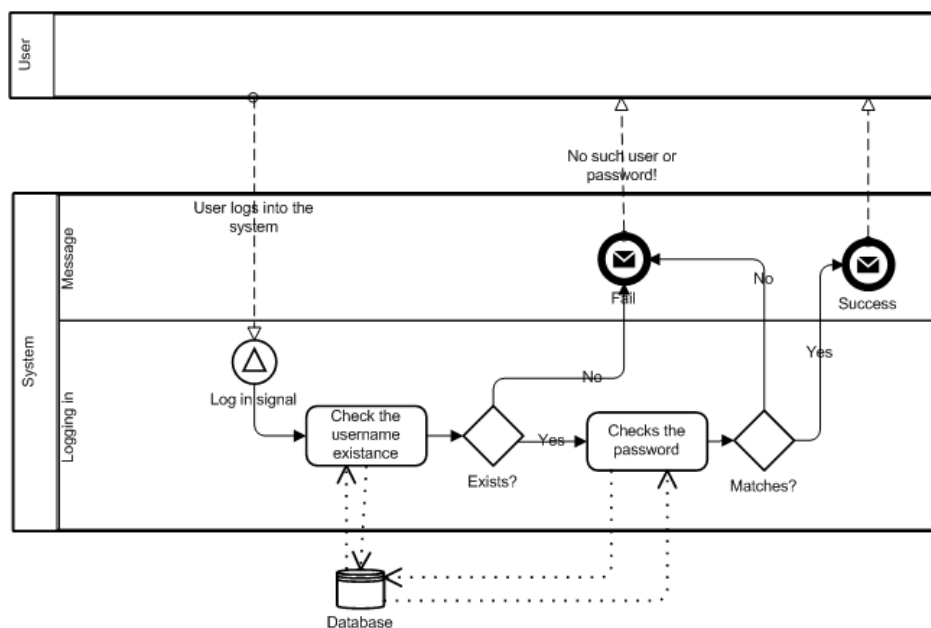 User
No such user or
password!
User logs into the
system
System
Message
Fail
No
Success
Logging in
Log in signal
Check the
username
existance
No
Exists?
Yes
Checks the
password
Matches?
Yes
Database